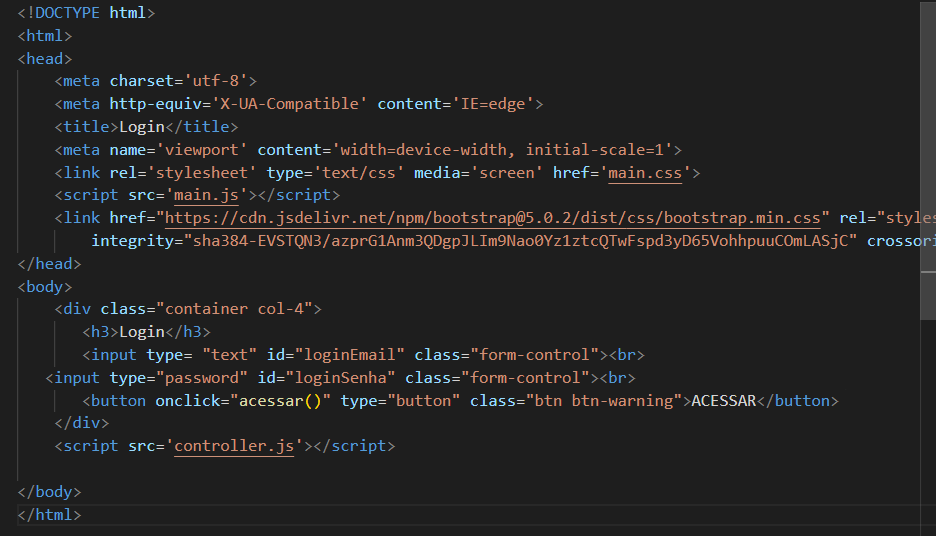 <!DOCTYPE html>
<html>
<head>
    <meta charset='utf-8'>
    <meta http-equiv='X-UA-Compatible' content='IE=edge'>
    <title>Login</title>
    <meta name='viewport' content='width=device-width, initial-scale=1'>
    <link rel='stylesheet' type='text/css' media='screen' href='main.css'>
    <script src='main.js'></script>
    <link href="https://cdn.jsdelivr.net/npm/bootstrap@5.0.2/dist/css/bootstrap.min.css" rel="styles
        integrity="sha384-EVSTQN3/azprG1Anm3QDgpJLIm9Nao0Yz1ztcQTwFspd3yD65VohhpuuCOmLASjC" crossori
</head>
<body>
    <div class="container col-4">
       <h3>Login</h3>
       <input type= "text" id="loginEmail" class="form-control"><br>
   <input type="password" id="loginSenha" class="form-control"><br>
       <button onclick="acessar()" type="button" class="btn btn-warning">ACESSAR</button>
    </div>
    <script src='controller.js'></script>

</body>
</html>